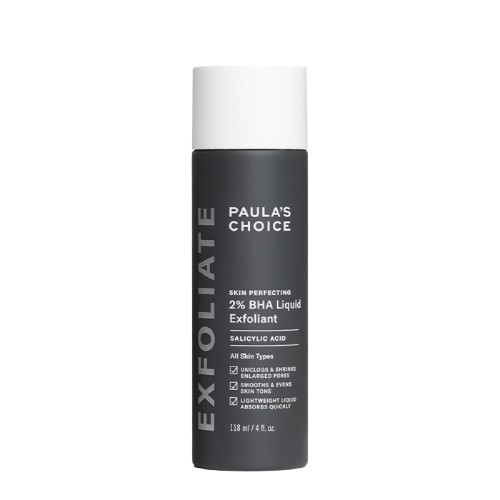 EXFOLIATE
PAULA'S
CHOICE
SKIN PERFECTING
2% BHA Liquid
Exfoliant
SALICYLIC ACID
All Skin Types
UNCLOGS & SHRINKS
ENLARGED PORES
SMOOTHS & EVENS
SKIN TONE
LIGHTWEIGHT LIQUID
ABSORBS QUICKLY
118 ml / 4 fl. oz.